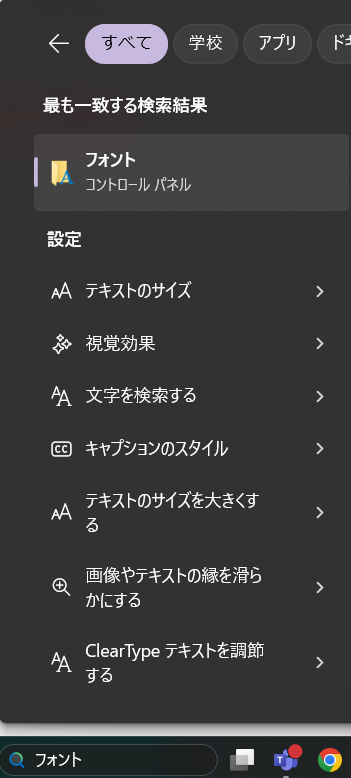 すべて 学校 アプリ
最も一致する検索結果
フォント
コントロール パネル
設定
テキストのサイズ
視覚効果
文字を検索する
キャプションのスタイル
テキストのサイズを大きくす
る
画像やテキストの縁を滑ら
かにする
ClearType テキストを調節
する
フォント